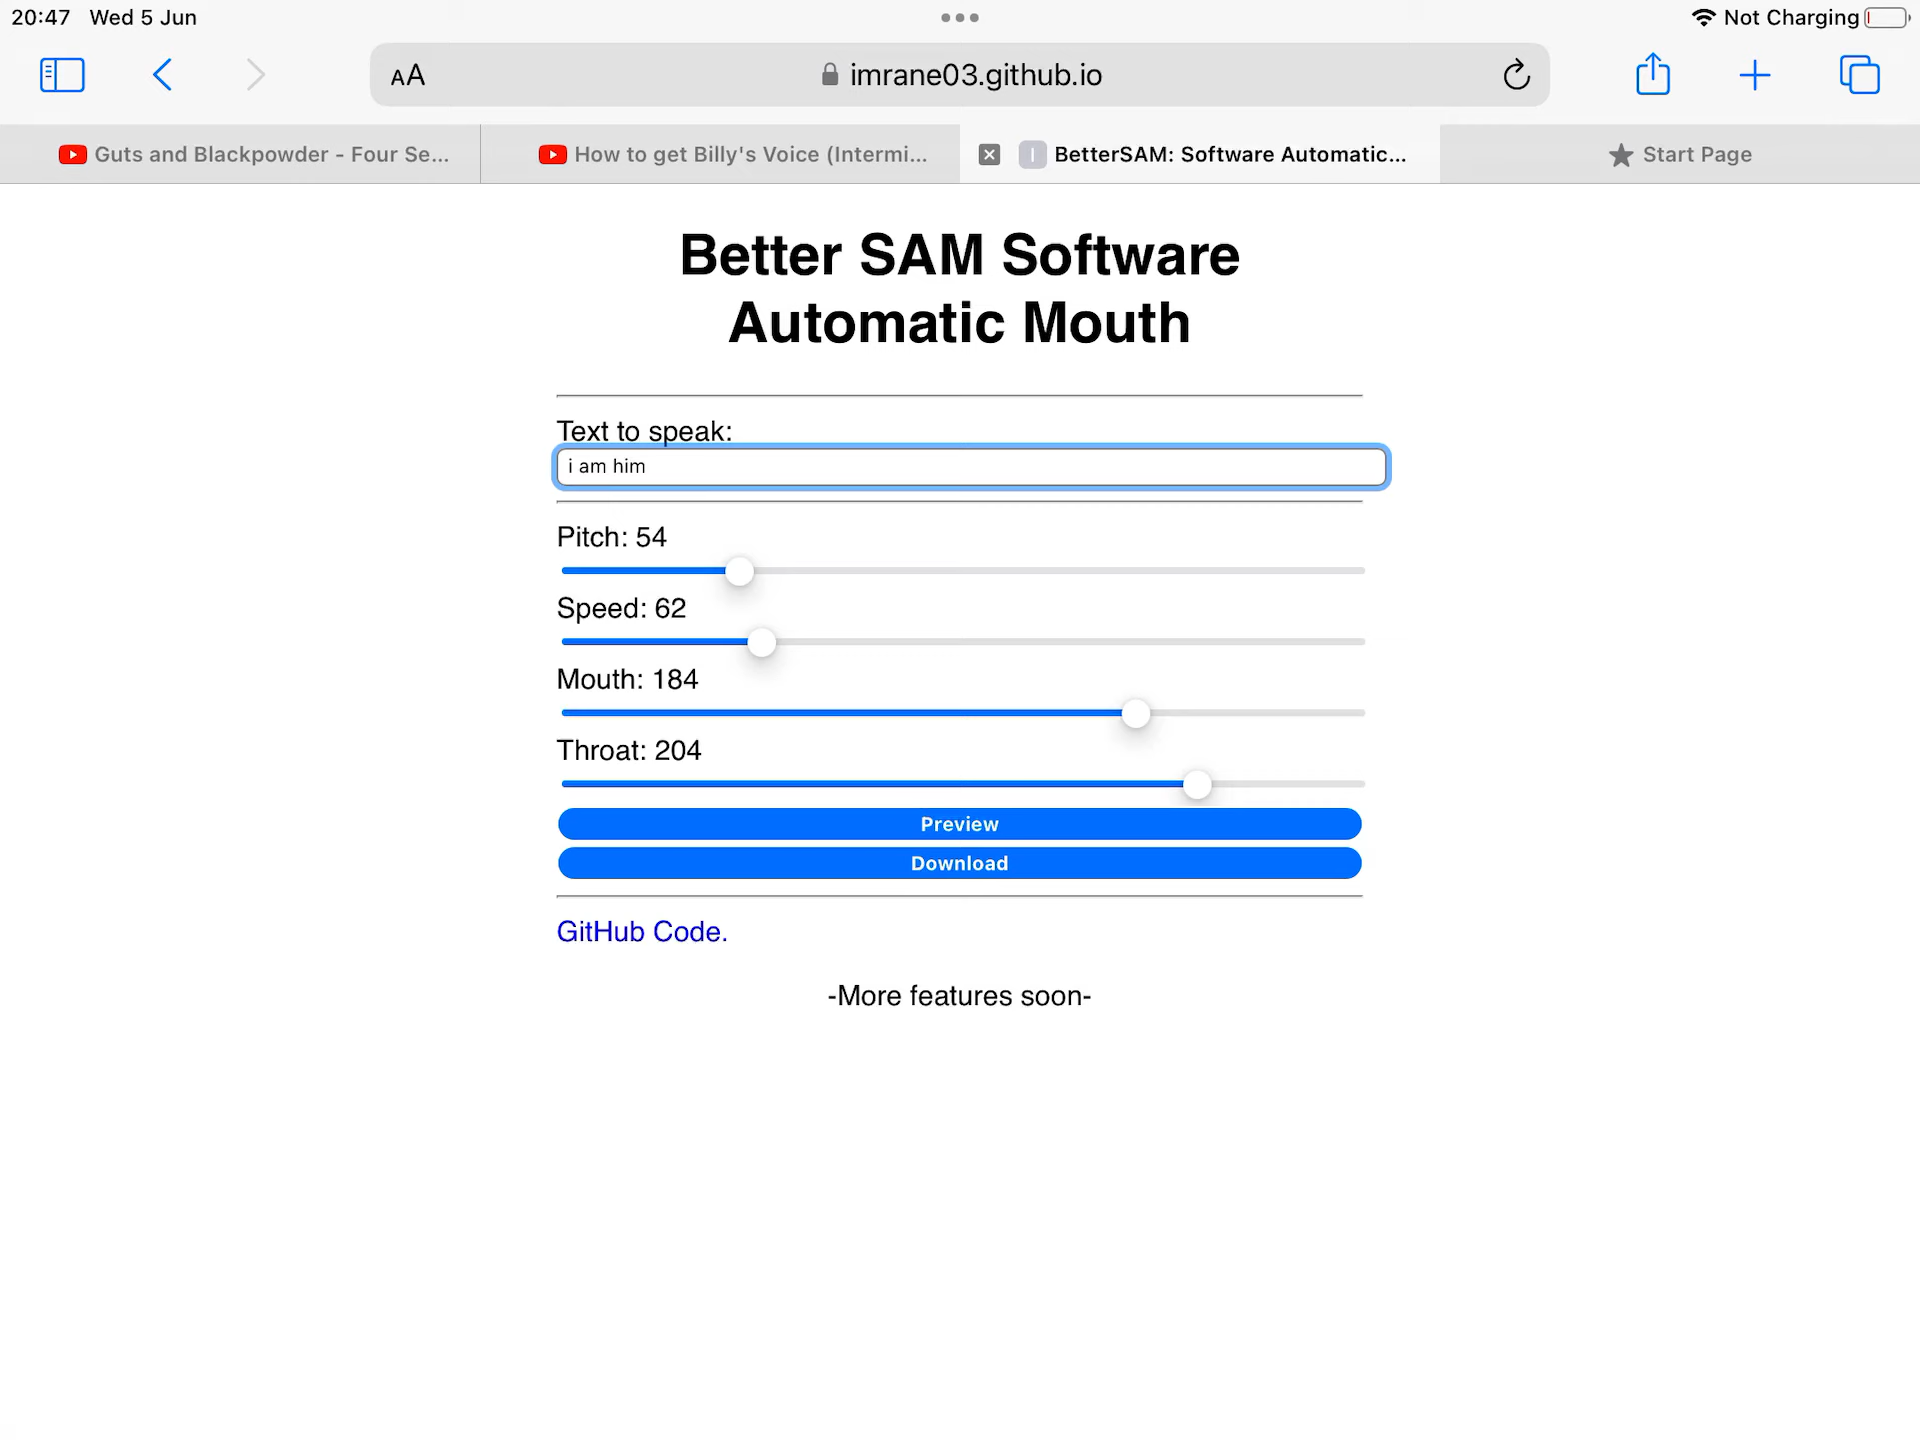 20:47 Wed 5 Jun
Not Charging
AA
imrane03.github.io
Guts and Blackpowder - Four Se...
How to get Billy's Voice (Intermi...
I
BetterSAM: Software Automatic...
Start Page
Better SAM Software
Automatic Mouth
Text to speak:
i am him
Pitch: 54
Speed: 62
Mouth: 184
Throat: 204
Preview
Download
GitHub Code.
-More features soon-